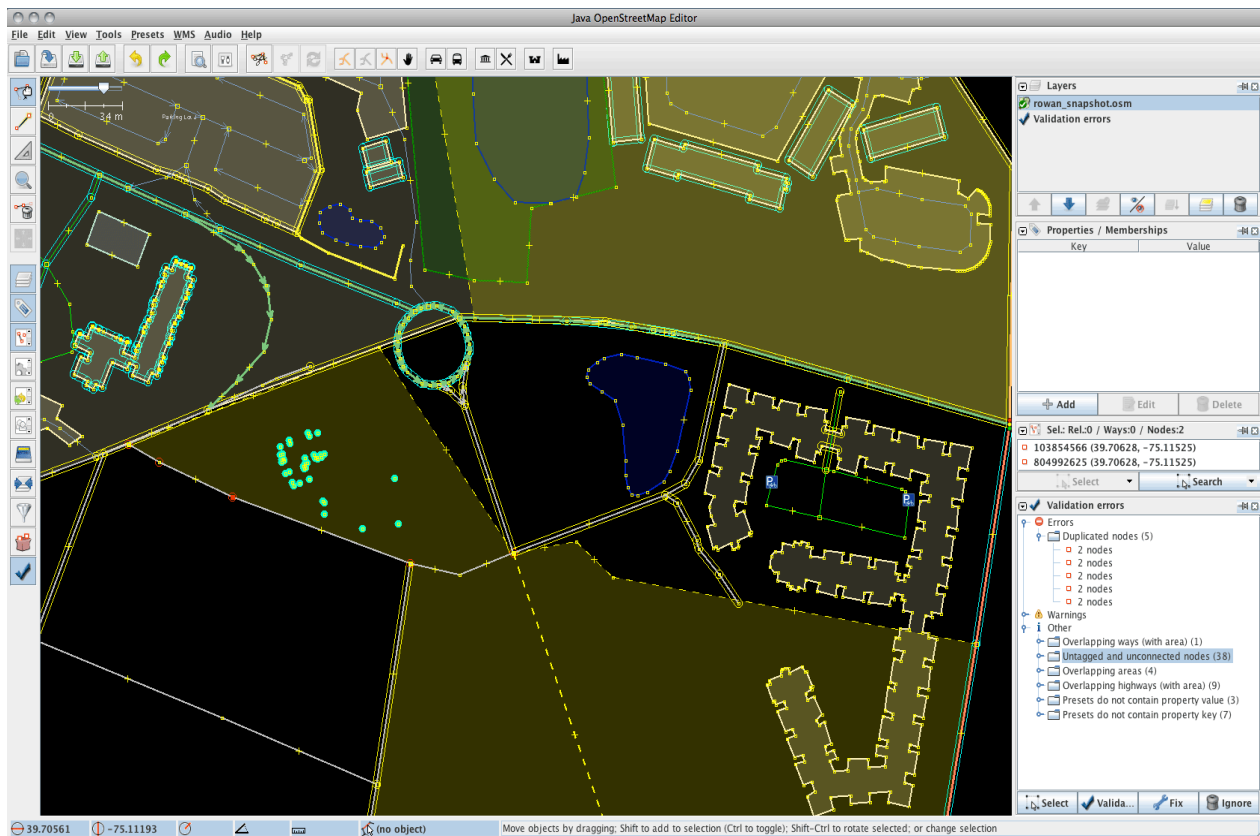 Java OpenStreetMap Editor
File Edit View Tools Presets WMS Audio Help
0 34 m
Parking Lot
Layers
rowan_snapshot.osm
Validation errors
Properties / Memberships
Key Value
Add Edit Delete
Sel.: Rel.:0 / Ways:0 / Nodes:2
103854566 (39.70628, -75.11525)
804992625 (39.70628, -75.11525)
Select Search
Validation errors
Errors
Duplicated nodes (5)
2 nodes
2 nodes
2 nodes
2 nodes
2 nodes
Warnings
Other
Overlapping ways (with area) (1)
Untagged and unconnected nodes (38)
Overlapping areas (4)
Overlapping highways (with area) (9)
Presets do not contain property value (3)
Presets do not contain property key (7)
P
P
Select Valida... Fix Ignore
39.70561 -75.11193 (no object) Move objects by dragging; Shift to add to selection (Ctrl to toggle); Shift-Ctrl to rotate selected; or change selection